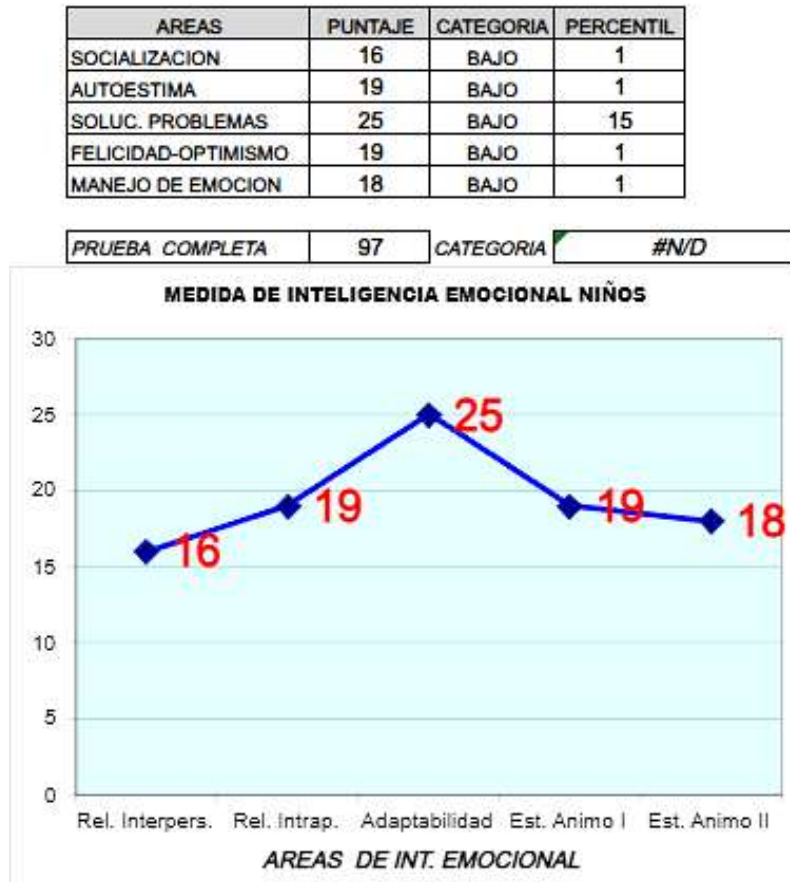 AREAS PUNTAJE CATEGORIA PERCENTIL
SOCIALIZACION 16 BAJO 1
AUTOESTIMA 19 BAJO 1
SOLUC. PROBLEMAS 25 BAJO 15
FELICIDAD-OPTIMISMO 19 BAJO 1
MANEJO DE EMOCION 18 BAJO 1
PRUEBA COMPLETA 97 CATEGORIA #N/D
MEDIDA DE INTELIGENCIA EMOCIONAL NIÑOS
30
25
20
15
10
5
0
16
19
25
19
18
Rel. Interpers. Rel. Intrap. Adaptabilidad Est. Animo I Est. Animo II
AREAS DE INT. EMOCIONAL